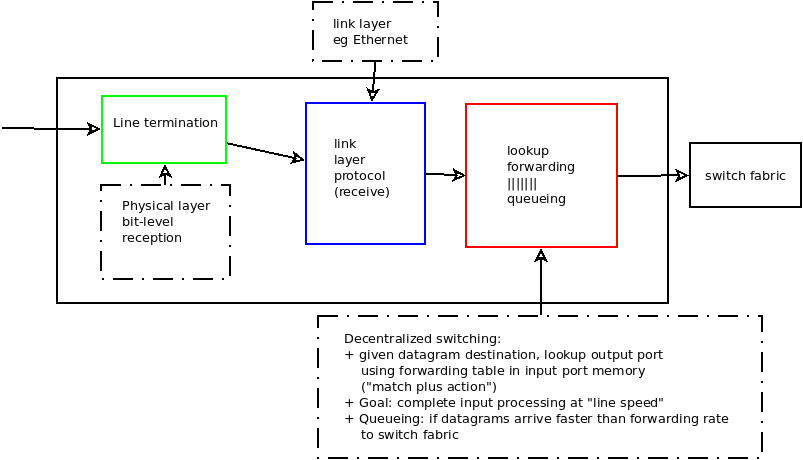 link layer
eg Ethernet
Line termination
link
layer
protocol
(receive)
lookup
forwarding
|||||||
queueing
switch fabric
Physical layer
bit-level
reception
Decentralized switching:
+ given datagram destination, lookup output port
using forwarding table in input port memory
("match plus action")
+ Goal: complete input processing at "line speed"
+ Queueing: if datagrams arrive faster than forwarding rate
to switch fabric